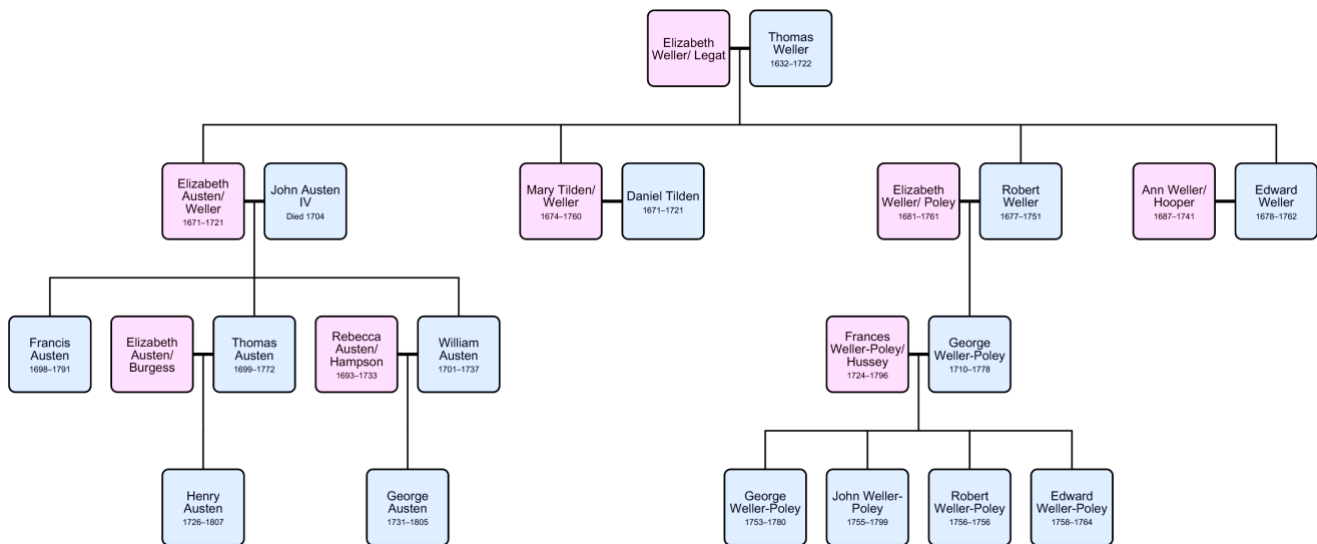 Elizabeth
Weller/ Legat
Thomas
Weller
1632–1722
Elizabeth
Austen/
Weller
1671–1721
John Austen
IV
Died 1704
Mary Tilden/
Weller
1674–1760
Daniel Tilden
1671–1721
Elizabeth
Weller/ Poley
1681–1761
Robert
Weller
1677–1751
Ann Weller/
Hooper
1687–1741
Edward
Weller
1678–1762
Francis
Austen
1698–1791
Elizabeth
Austen/
Burgess
Thomas
Austen
1699–1772
Rebecca
Austen/
Hampson
1693–1733
William
Austen
1701–1737
Frances
Weller-Poley/
Hussey
1724–1796
George
Weller-Poley
1710–1778
Henry
Austen
1726–1807
George
Austen
1731–1805
George
Weller-Poley
1753–1780
John Weller-
Poley
1755–1799
Robert
Weller-Poley
1756–1756
Edward
Weller-Poley
1758–1764